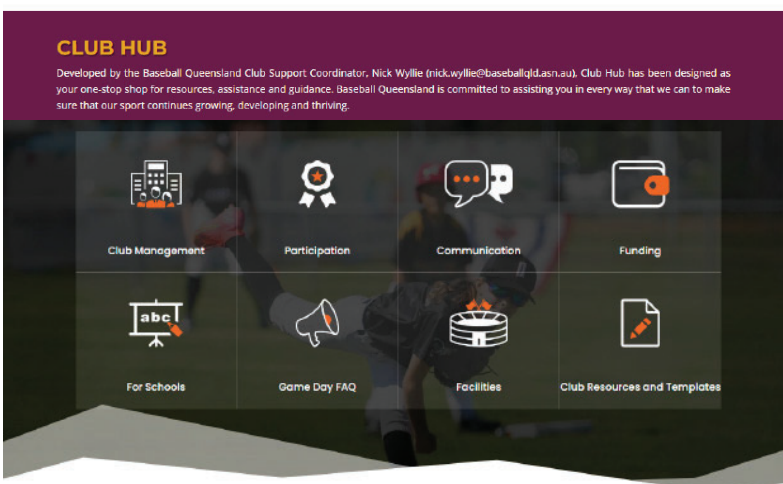 CLUB HUB
Developed by the Baseball Queensland Club Support Coordinator, Nick Wyllie (nick.wyllie@baseballqld.asn.au), Club Hub has been designed as
your one-stop shop for resources, assistance and guidance. Baseball Queensland is committed to assisting you in every way that we can to make
sure that our sport continues growing, developing and thriving.
Club Management
Participation
Communication
Funding
abc
For Schools
Game Day FAQ
Facilities
Club Resources and Templates